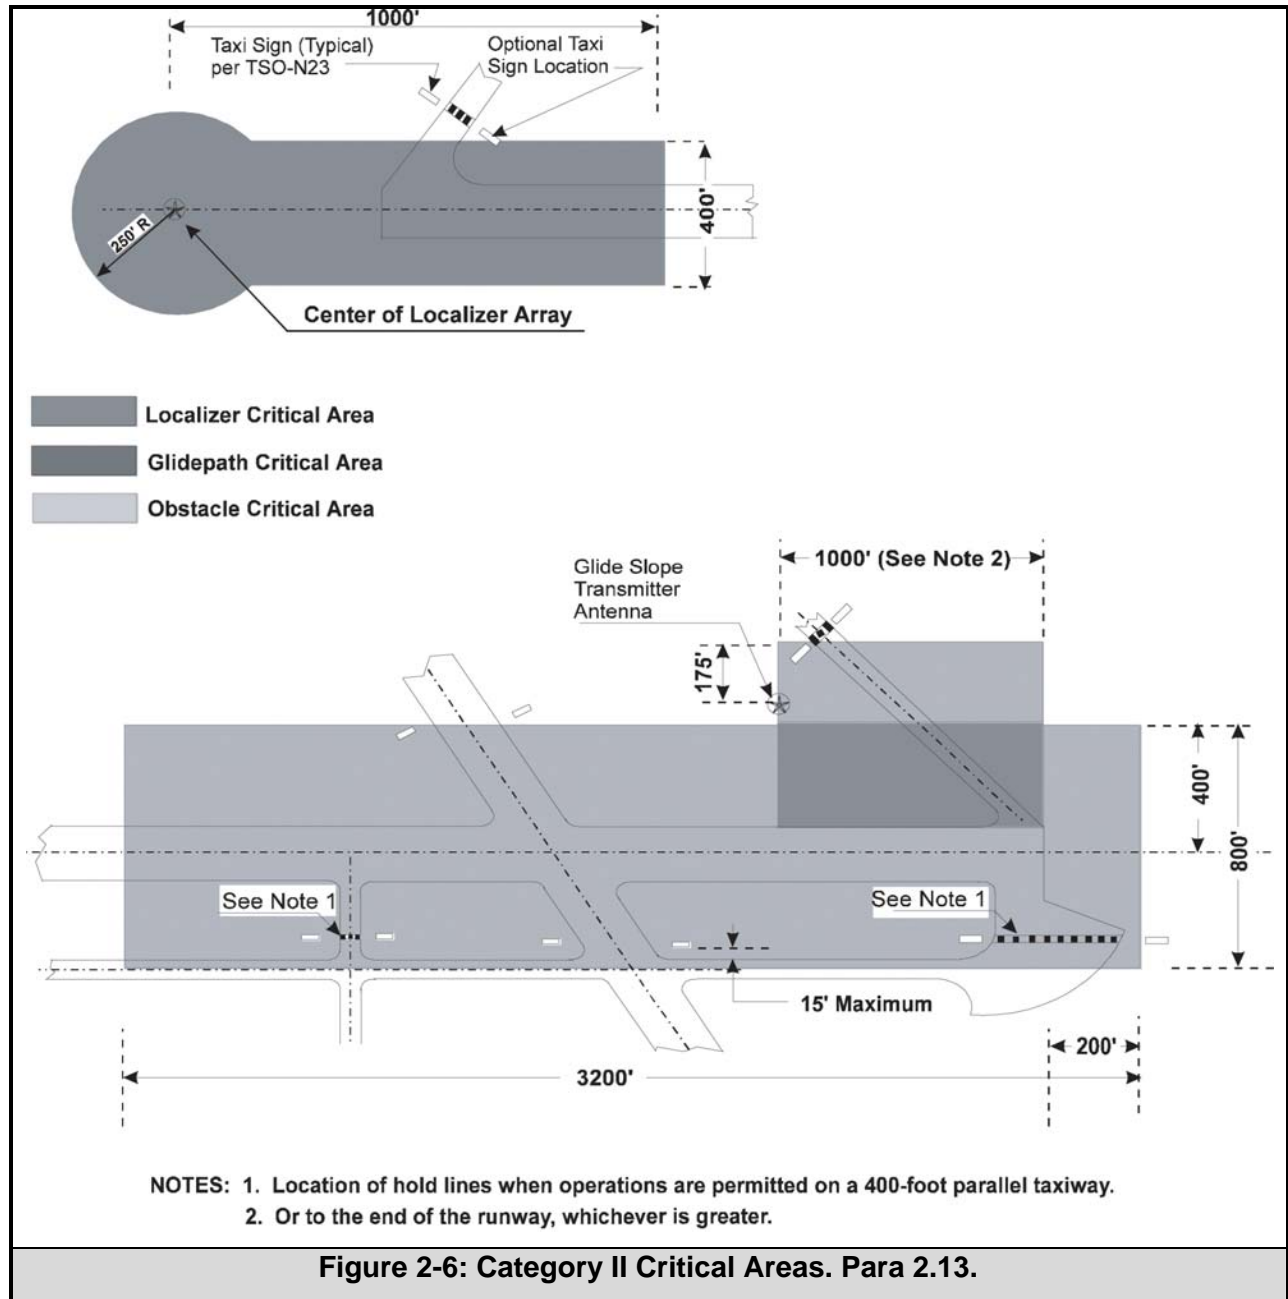 1000'
Taxi Sign (Typical)
per TSO-N23
Optional Taxi
Sign Location
400'
250' R
Center of Localizer Array
Localizer Critical Area
Glidepath Critical Area
Obstacle Critical Area
Glide Slope
Transmitter
Antenna
1000' (See Note 2)
175'
400'
800'
See Note 1
See Note 1
15' Maximum
200'
3200'
NOTES: 1. Location of hold lines when operations are permitted on a 400-foot parallel taxiway.
2. Or to the end of the runway, whichever is greater.
Figure 2-6: Category II Critical Areas. Para 2.13.